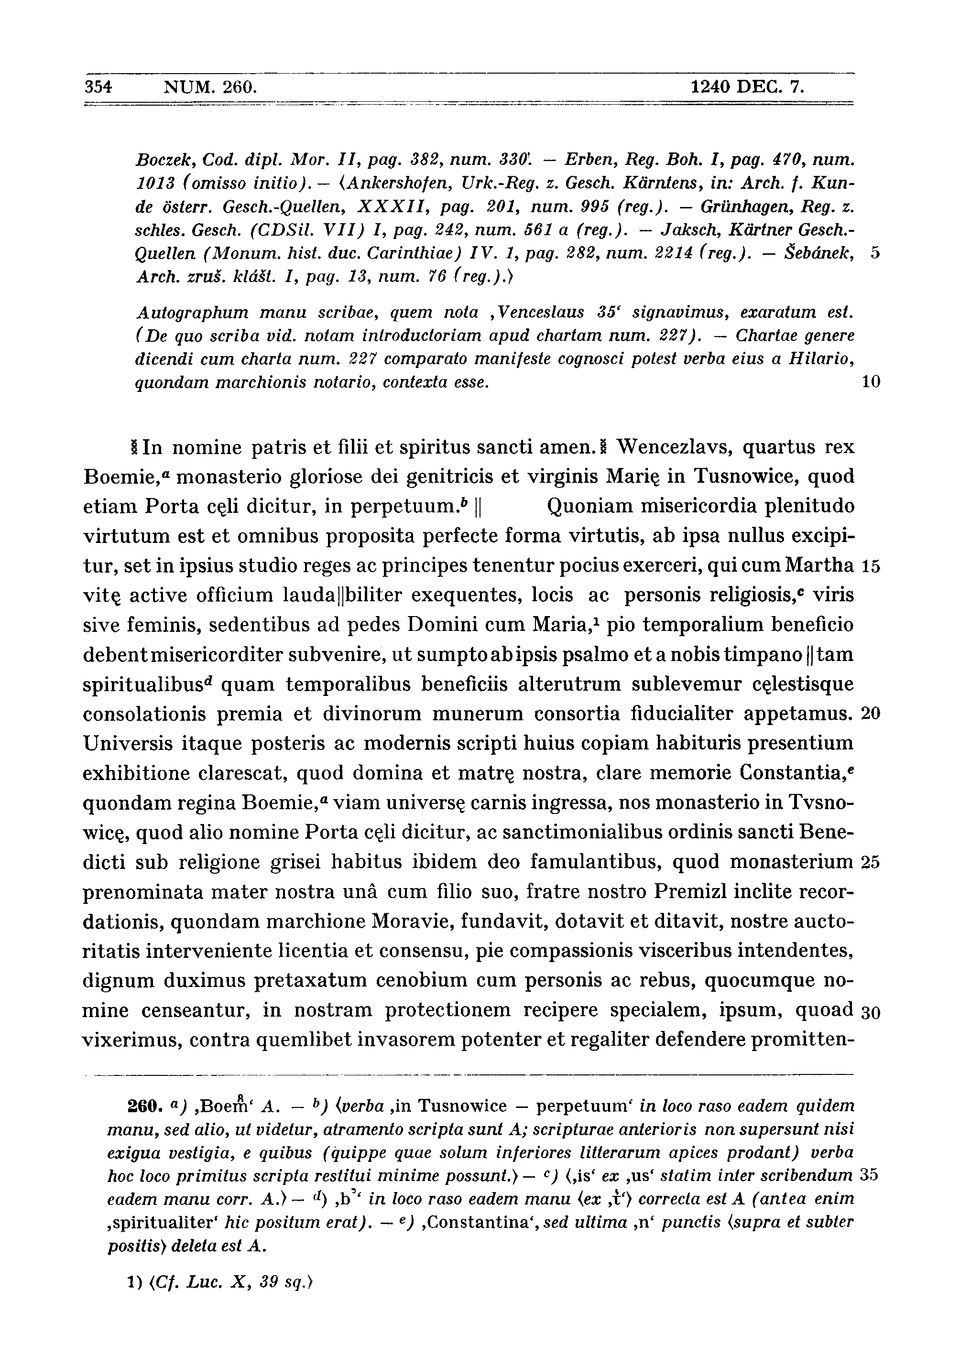 354 NUM. 260. 1240 DEC. 7.
Boczek, Cod. dipl. Mor. II, pag. 382, num. 330'. — Erben, Reg. Boh. I, pag. 470, num.
1013 (omisso initio). — ⟨Ankershofen, Urk.-Reg. z. Gesch. Kärntens, in: Arch. f. Kun-
de österr. Gesch.-Quellen, XXXII, pag. 201, num. 995 (reg.). — Grünhagen, Reg. z.
schles. Gesch. (CDSil. VII) I, pag. 242, num. 561 a (reg.). — Jaksch, Kärtner Gesch.-
Quellen (Monum. hist. duc. Carinthiae) IV. 1, pag. 282, num. 2214 (reg.). — Šebánek, 5
Arch. zruš. klášt. I, pag. 13, num. 76 (reg.).⟩
Autographum manu scribae, quem nota ‚Venceslaus 35‘ signavimus, exaratum est.
(De quo scriba vid. notam introductoriam apud chartam num. 227). — Chartae genere
dicendi cum charta num. 227 comparato manifeste cognosci potest verba eius a Hilario,
quondam marchionis notario, contexta esse. 10
⸾In nomine patris et filii et spiritus sancti amen.⸾ Wencezlavs, quartus rex
Boemie,ᵃ monasterio gloriose dei genitricis et virginis Marię in Tusnowice, quod
etiam Porta cęli dicitur, in perpetuum.ᵇ || Quoniam misericordia plenitudo
virtutum est et omnibus proposita perfecte forma virtutis, ab ipsa nullus excipi-
tur, set in ipsius studio reges ac principes tenentur pocius exerceri, qui cum Martha 15
vitę active officium lauda||biliter exequentes, locis ac personis religiosis,ᶜ viris
sive feminis, sedentibus ad pedes Domini cum Maria,¹ pio temporalium beneficio
debent misericorditer subvenire, ut sumpto ab ipsis psalmo et a nobis timpano || tam
spiritualibusᵈ quam temporalibus beneficiis alterutrum sublevemur cęlestisque
consolationis premia et divinorum munerum consortia fiducialiter appetamus. 20
Universis itaque posteris ac modernis scripti huius copiam habituris presentium
exhibitione clarescat, quod domina et matrę nostra, clare memorie Constantia,ᵉ
quondam regina Boemie,ᵃ viam universę carnis ingressa, nos monasterio in Tvsno-
wicę, quod alio nomine Porta cęli dicitur, ac sanctimonialibus ordinis sancti Bene-
dicti sub religione grisei habitus ibidem deo famulantibus, quod monasterium 25
prenominata mater nostra unâ cum filio suo, fratre nostro Premizl inclite recor-
dationis, quondam marchione Moravie, fundavit, dotavit et ditavit, nostre aucto-
ritatis interveniente licentia et consensu, pie compassionis visceribus intendentes,
dignum duximus pretaxatum cenobium cum personis ac rebus, quocumque no-
mine censeantur, in nostram protectionem recipere specialem, ipsum, quoad 30
vixerimus, contra quemlibet invasorem potenter et regaliter defendere promitten-
260. ᵃ) ‚Boem̃‘ A. — ᵇ) ⟨verba ‚in Tusnowice — perpetuum‘ in loco raso eadem quidem
manu, sed alio, ut videtur, atramento scripta sunt A; scripturae anterioris non supersunt nisi
exigua vestigia, e quibus (quippe quae solum inferiores litterarum apices prodant) verba
hoc loco primitus scripta restitui minime possunt.⟩ — ᶜ) ⟨‚is‘ ex ‚us‘ statim inter scribendum 35
eadem manu corr. A.⟩ — ᵈ) ‚b’‘ in loco raso eadem manu ⟨ex ‚t‘⟩ correcta est A (antea enim
‚spiritualiter‘ hic positum erat). — ᵉ) ‚Constantina‘, sed ultima ‚n‘ punctis ⟨supra et subter
positis⟩ deleta est A.
1) ⟨Cf. Luc. X, 39 sq.⟩